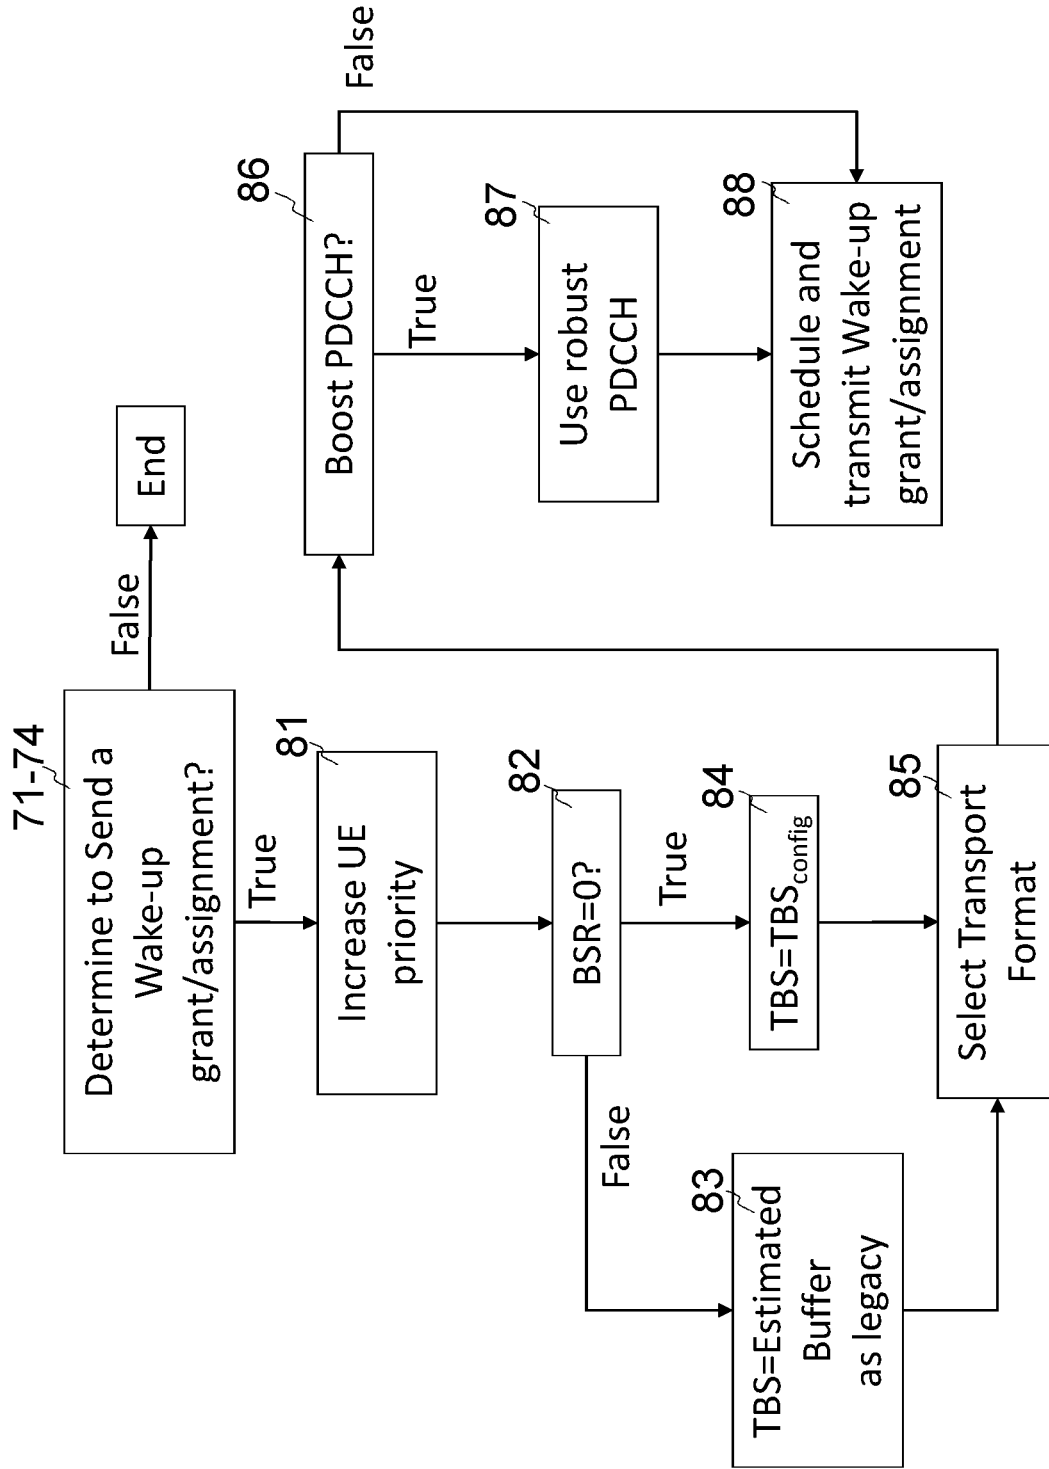 71-74
Determine to Send a
Wake-up
grant/assignment?
False
End
True
81
Increase UE
priority
82
BSR=0?
False
True
83
TBS=Estimated
Buffer
as legacy
84
TBS=TBSconfig
85
Select Transport
Format
86
Boost PDCCH?
False
True
87
Use robust
PDCCH
88
Schedule and
transmit Wake-up
grant/assignment